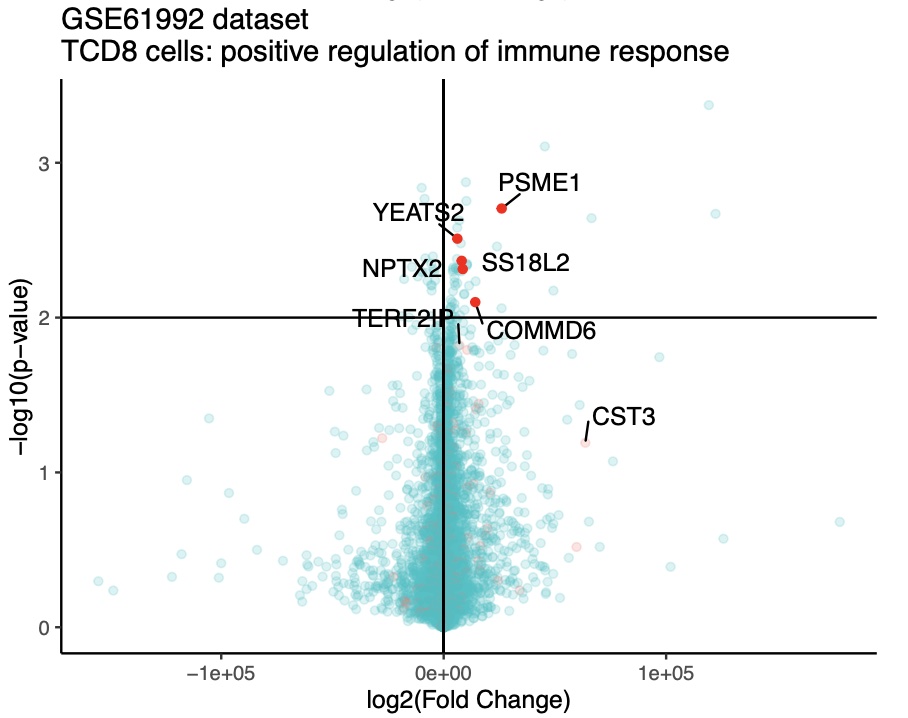 GSE61992 dataset
TCD8 cells: positive regulation of immune response
3
PSME1
YEATS2
SS18L2
NPTX2
2
TERF2IP
COMMD6
CST3
1
0
−log10(p−value)
−1e+05
0e+00
1e+05
log2(Fold Change)